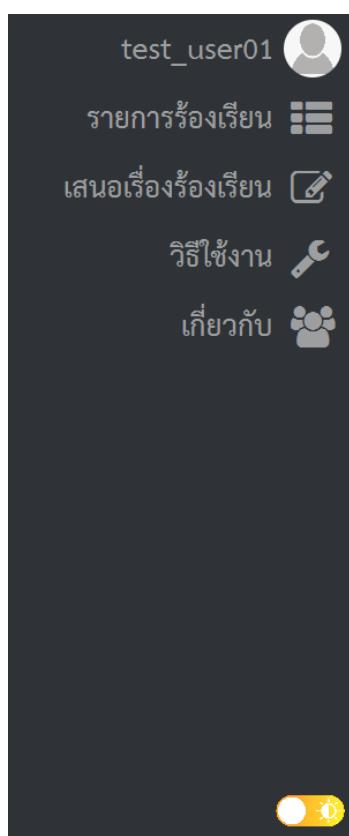 test_user01
รายการร้องเรียน
เสนอเรื่องร้องเรียน
วิธีใช้งาน
เกี่ยวกับ